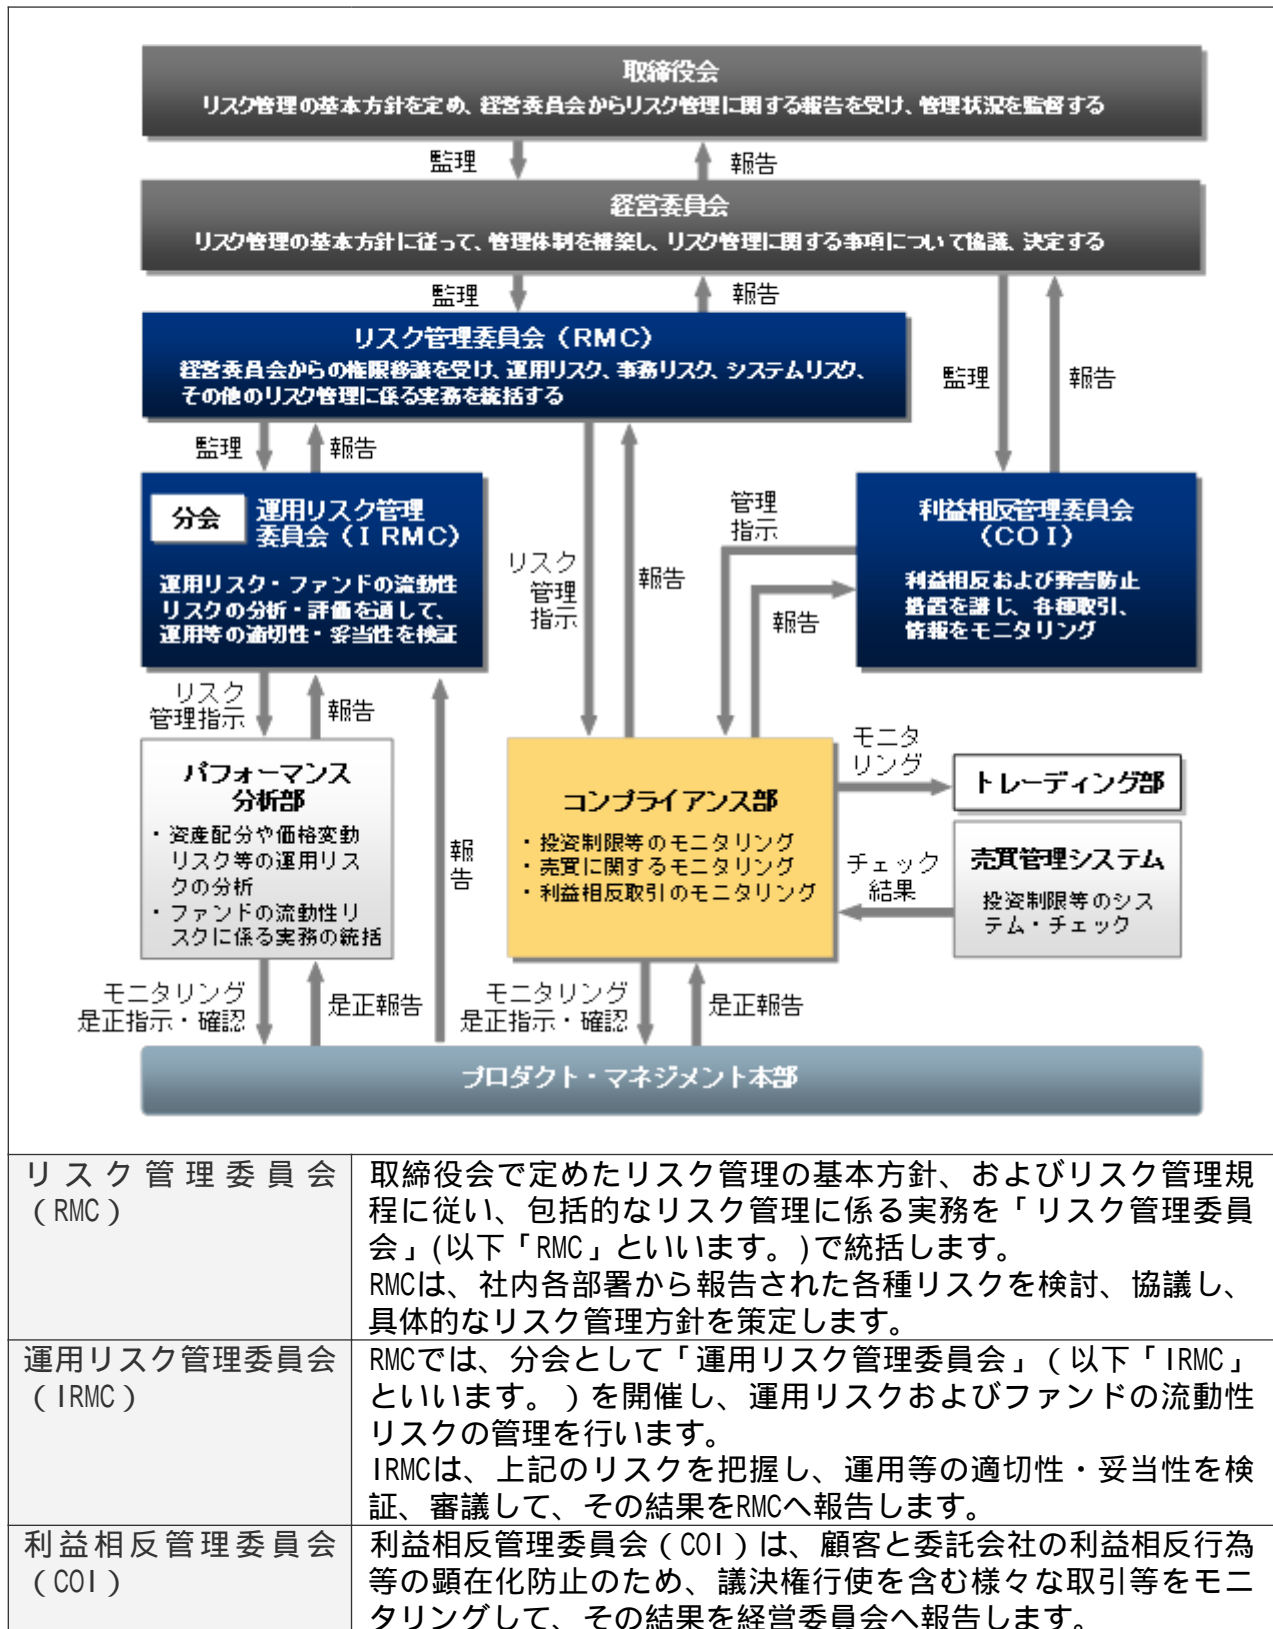 取締役会
リスク管理の基本方針を定め、経営委員会からリスク管理に関する報告を受け、管理状況を監督する
監理
報告
経営委員会
リスク管理の基本方針に従って、管理体制を構築し、リスク管理に関する事項について協議、決定する
監理
報告
リスク管理委員会（RMC）
経営委員会からの権限移譲を受け、運用リスク、事務リスク、システムリスク、
その他のリスク管理に係る実務を統括する
監理
報告
監理
報告
分会
運用リスク管理
委員会（IRMC）
運用リスク・ファンドの流動性
リスクの分析・評価を通して、
運用等の適切性・妥当性を検証
リスク
管理
指示
報告
管理
指示
報告
利益相反管理委員会
（COI）
利益相反および弊害防止
措置を講じ、各種取引、
情報をモニタリング
リスク
管理指示
報告
パフォーマンス
分析部
・資産配分や価格変動
リスク等の運用リス
クの分析
・ファンドの流動性リ
スクに係る実務の統括
報
告
コンプライアンス部
・投資制限等のモニタリング
・売買に関するモニタリング
・利益相反取引のモニタリング
モニタ
リング
トレーディング部
チェック
結果
売買管理システム
投資制限等のシス
テム・チェック
モニタリング
是正指示・確認
是正報告
モニタリング
是正指示・確認
是正報告
プロダクト・マネジメント本部
リスク管理委員会
（RMC）
取締役会で定めたリスク管理の基本方針、およびリスク管理規
程に従い、包括的なリスク管理に係る実務を「リスク管理委員
会」(以下「RMC」といいます。)で統括します。
RMCは、社内各部署から報告された各種リスクを検討、協議し、
具体的なリスク管理方針を策定します。
運用リスク管理委員会
（IRMC）
RMCでは、分会として「運用リスク管理委員会」（以下「IRMC」
といいます。）を開催し、運用リスクおよびファンドの流動性
リスクの管理を行います。
IRMCは、上記のリスクを把握し、運用等の適切性・妥当性を検
証、審議して、その結果をRMCへ報告します。
利益相反管理委員会
（COI）
利益相反管理委員会（COI）は、顧客と委託会社の利益相反行為
等の顕在化防止のため、議決権行使を含む様々な取引等をモニ
タリングして、その結果を経営委員会へ報告します。